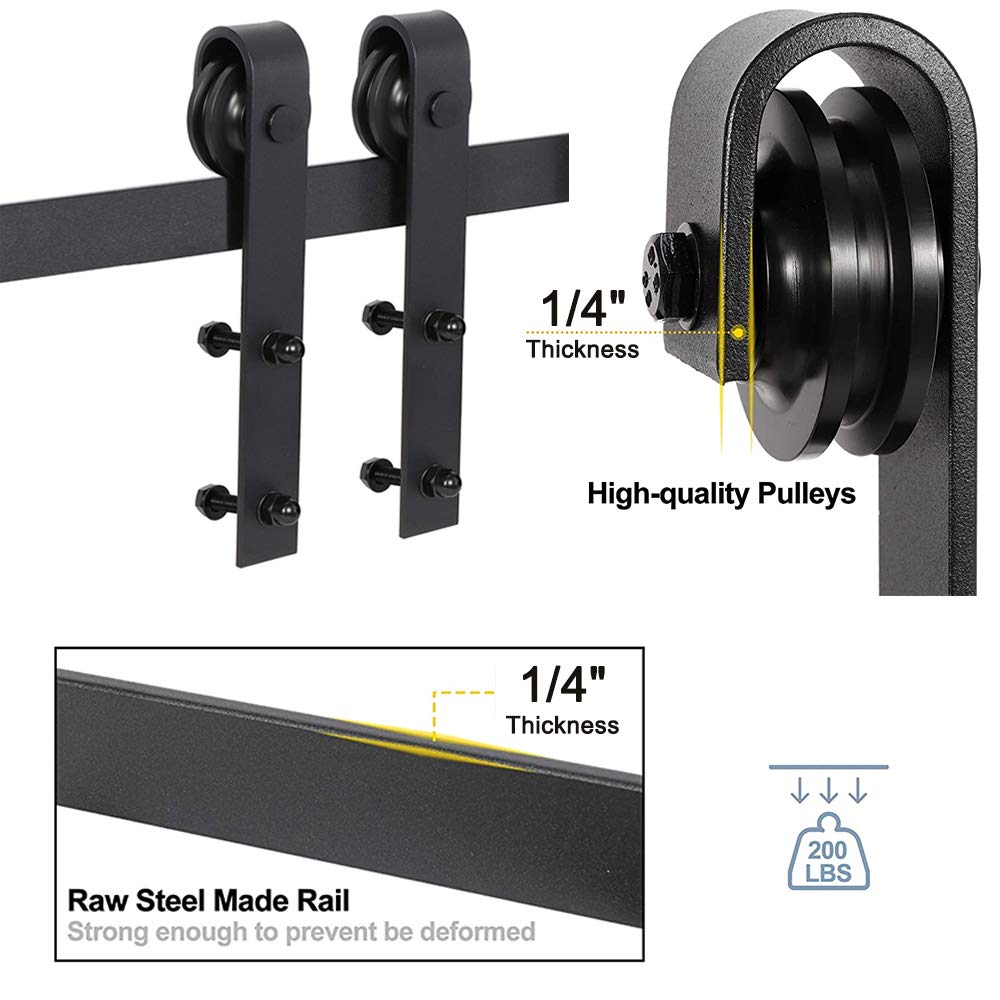 1/4"
Thickness
High-quality Pulleys
1/4"
Thickness
Raw Steel Made Rail
Strong enough to prevent be deformed
200
LBS